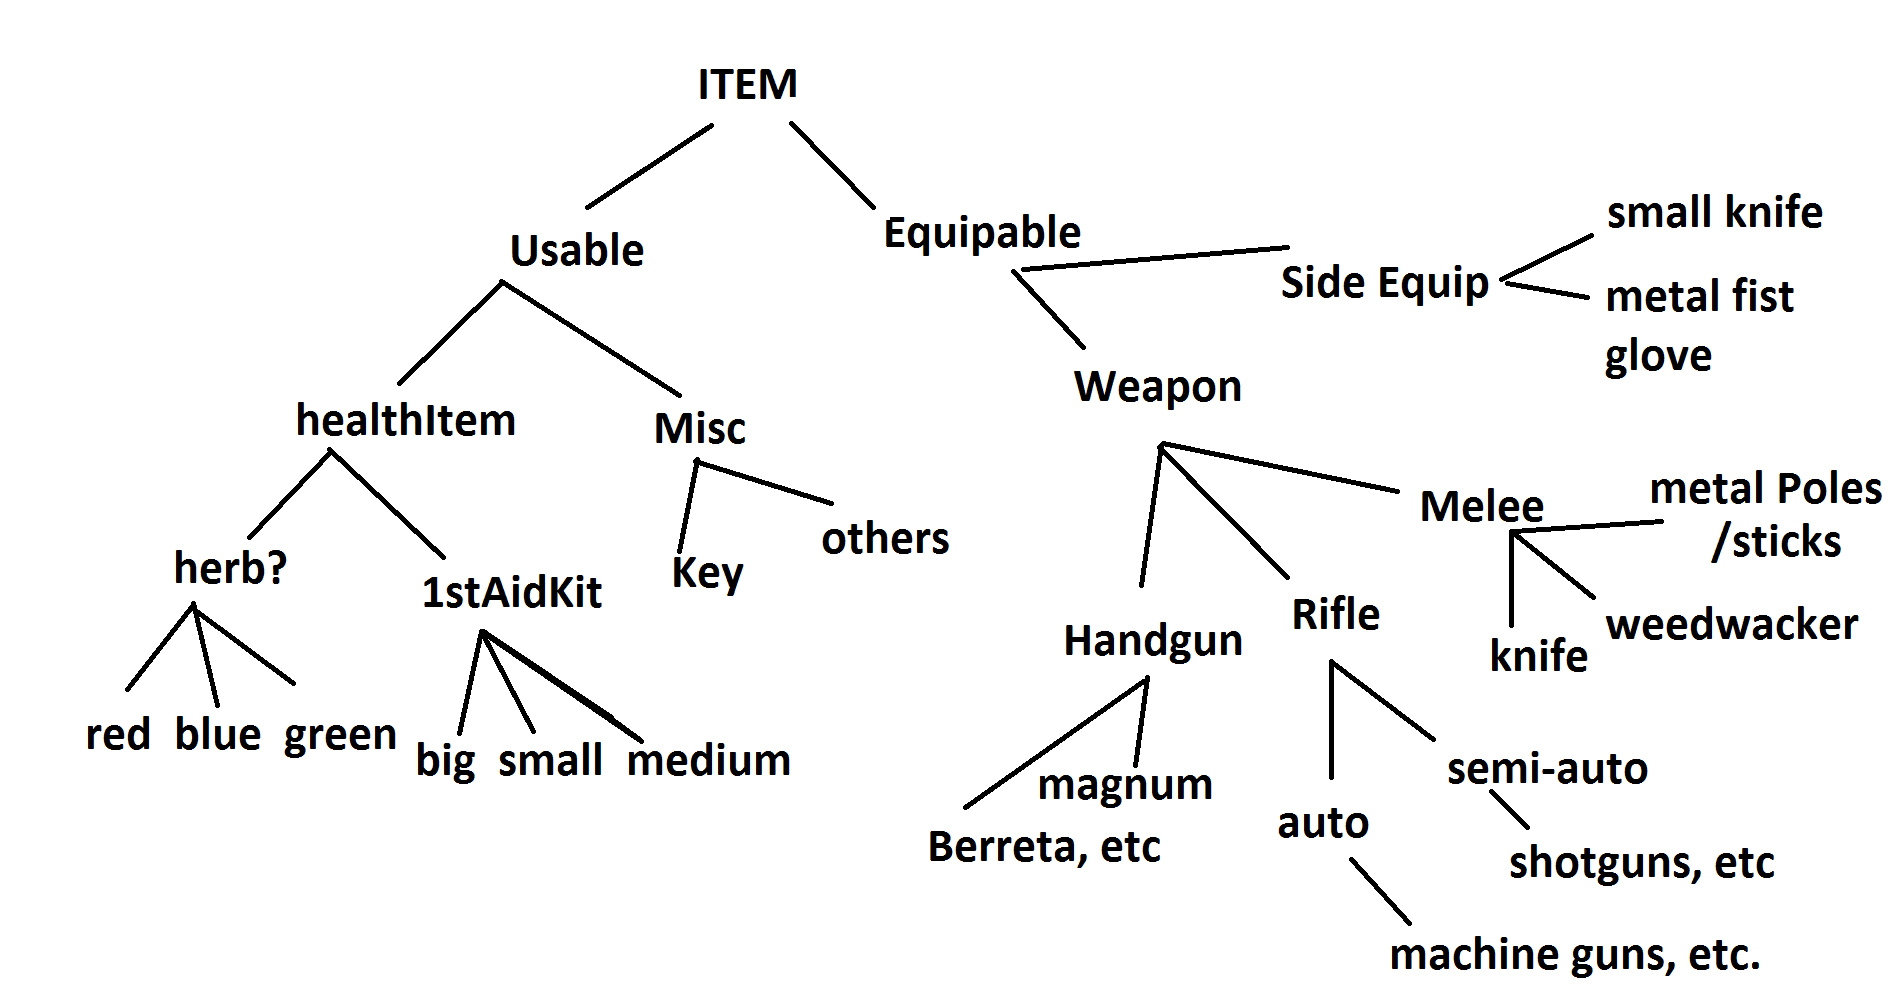 ITEM
Usable
Equipable
small knife
Side Equip
metal fist
glove
healthItem
Misc
Weapon
herb?
1stAidKit
Key
others
Melee
metal Poles
/sticks
Handgun
Rifle
knife
weedwacker
red blue green
big small medium
magnum
Berreta, etc
auto
semi-auto
shotguns, etc
machine guns, etc.